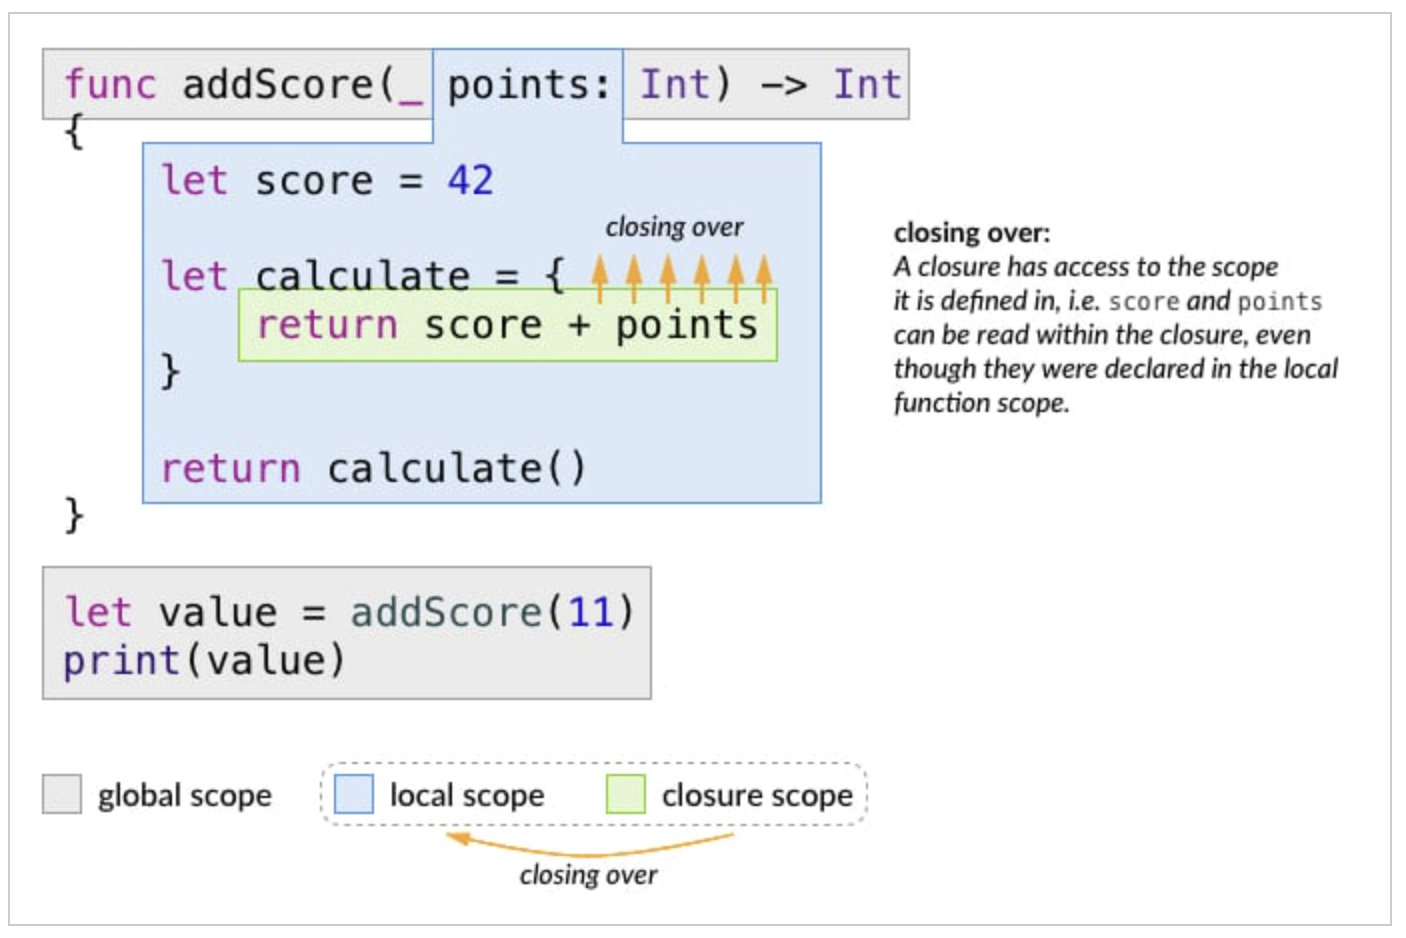 func addScore(_ points: Int) -> Int
{
let score = 42
closing over
let calculate = {
return score + points
}
return calculate()
}
closing over:
A closure has access to the scope
it is defined in, i.e. score and points
can be read within the closure, even
though they were declared in the local
function scope.
let value = addScore(11)
print(value)
global scope local scope closure scope
closing over